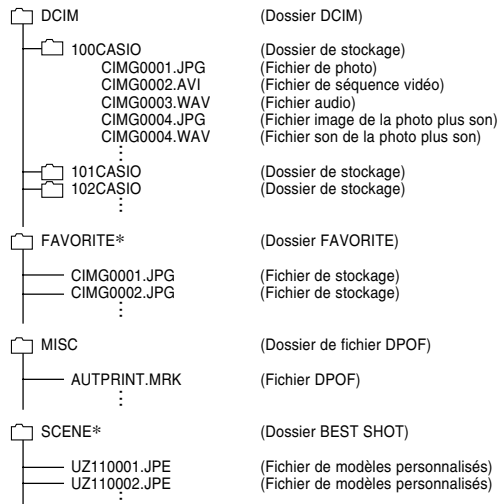 DCIM (Dossier DCIM)
100CASIO (Dossier de stockage)
CIMG0001.JPG (Fichier de photo)
CIMG0002.AVI (Fichier de séquence vidéo)
CIMG0003.WAV (Fichier audio)
CIMG0004.JPG (Fichier image de la photo plus son)
CIMG0004.WAV (Fichier son de la photo plus son)
101CASIO (Dossier de stockage)
102CASIO (Dossier de stockage)
FAVORITE* (Dossier FAVORITE)
CIMG0001.JPG (Fichier de stockage)
CIMG0002.JPG (Fichier de stockage)
MISC (Dossier de fichier DPOF)
AUTPRINT.MRK (Fichier DPOF)
SCENE* (Dossier BEST SHOT)
UZ110001.JPE (Fichier de modèles personnalisés)
UZ110002.JPE (Fichier de modèles personnalisés)